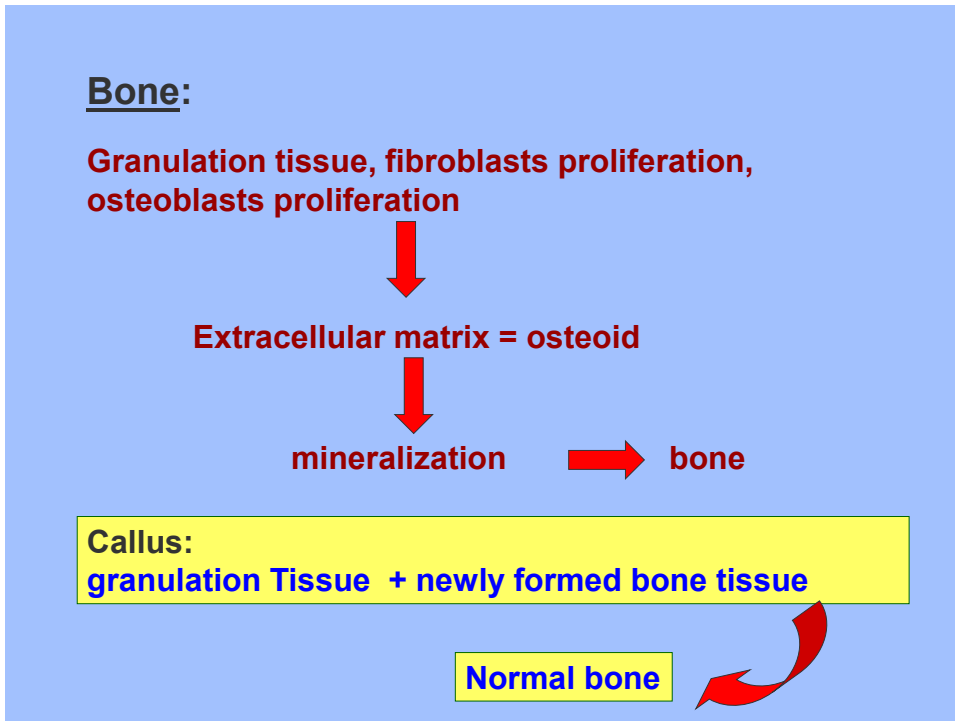 Bone:
Granulation tissue, fibroblasts proliferation,
osteoblasts proliferation
Extracellular matrix = osteoid
mineralization bone
Callus:
granulation Tissue + newly formed bone tissue
Normal bone